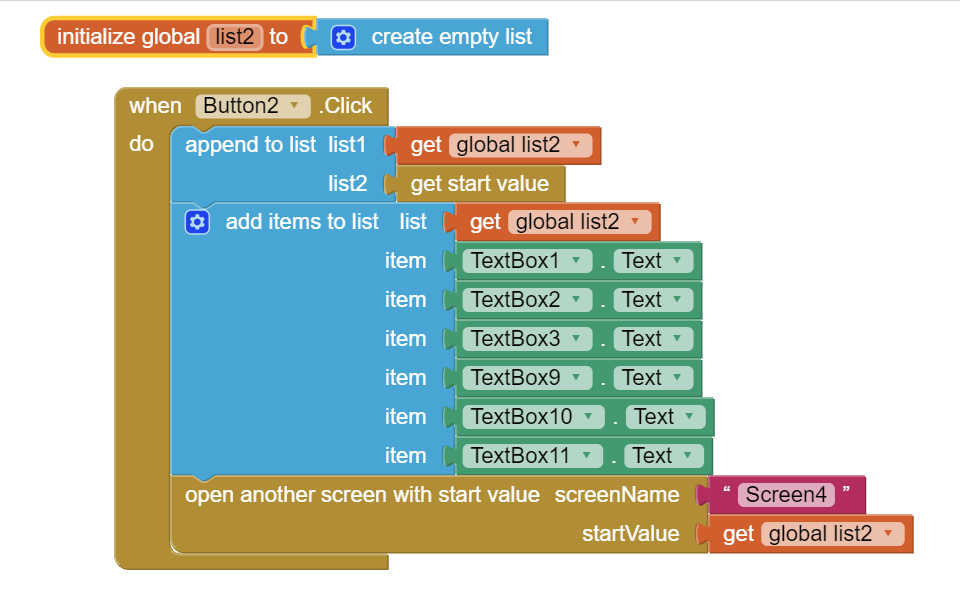 initialize global list2 to create empty list
when Button2 .Click
do append to list list1 get global list2
list2 get start value
add items to list list get global list2
item TextBox1 . Text
item TextBox2 . Text
item TextBox3 . Text
item TextBox9 . Text
item TextBox10 . Text
item TextBox11 . Text
open another screen with start value screenName “ Screen4 ”
startValue get global list2